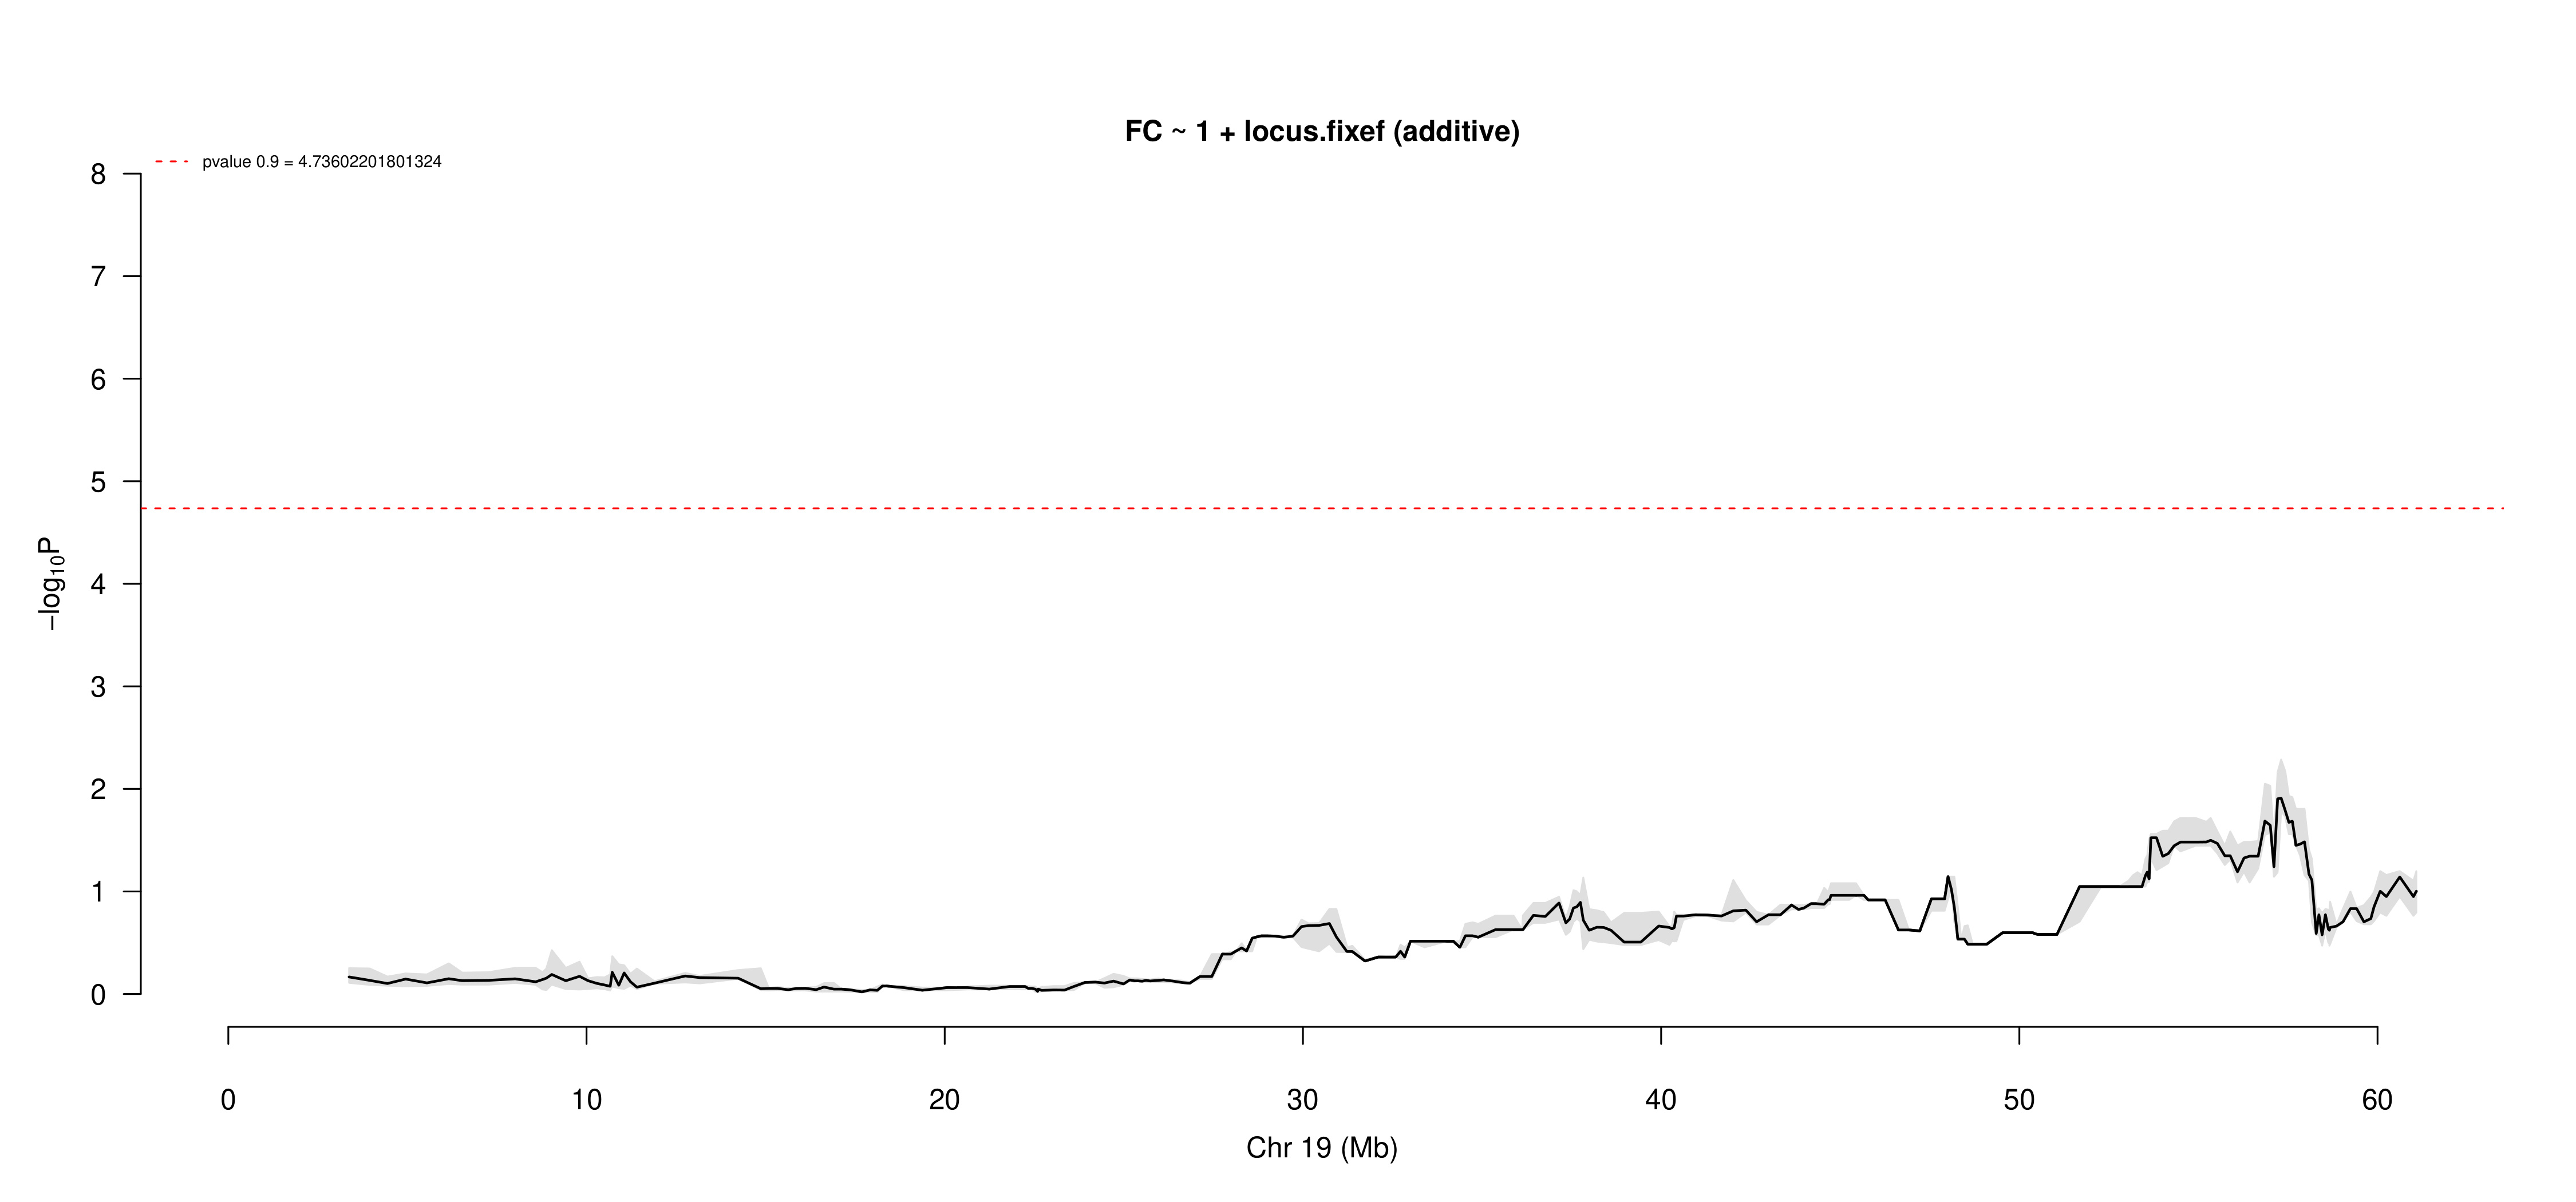 FC ~ 1 + locus.fixef (additive)
pvalue 0.9 = 4.73602201801324
8
7
6
5
4
3
2
1
0
−log10P
0 10 20 30 40 50 60
Chr 19 (Mb)